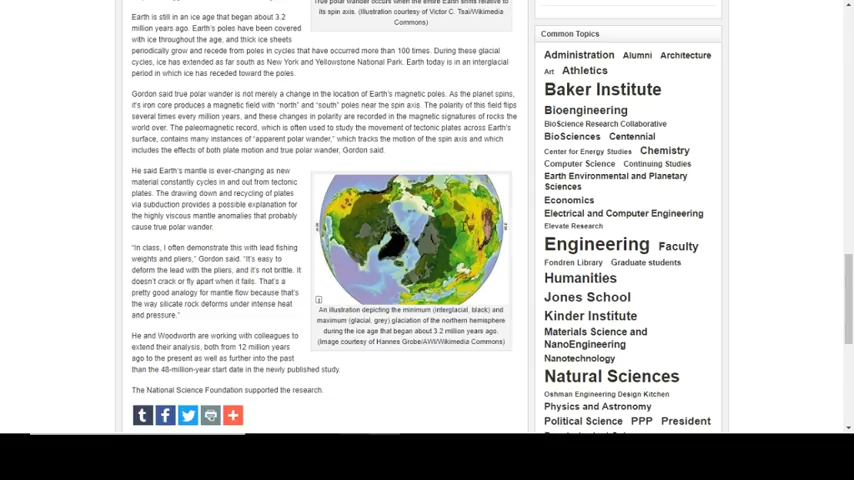 True polar wander occurs when the entire Earth shifts relative to
its spin axis. (Illustration courtesy of Victor C. Tsai/Wikimedia
Commons)
Earth is still in an ice age that began about 3.2
million years ago. Earth's poles have been covered
with ice throughout the age, and thick ice sheets
periodically grow and recede from poles in cycles that have occurred more than 100 times. During these glacial
cycles, ice has extended as far south as New York and Yellowstone National Park. Earth today is in an interglacial
period in which ice has receded toward the poles.
Gordon said true polar wander is not merely a change in the location of Earth's magnetic poles. As the planet spins,
it's iron core produces a magnetic field with "north" and "south" poles near the spin axis. The polarity of this field flips
several times every million years, and these changes in polarity are recorded in the magnetic signatures of rocks the
world over. The paleomagnetic record, which is often used to study the movement of tectonic plates across Earth's
surface, contains many instances of "apparent polar wander," which tracks the motion of the spin axis and which
includes the effects of both plate motion and true polar wander, Gordon said.
He said Earth's mantle is ever-changing as new
material constantly cycles in and out from tectonic
plates. The drawing down and recycling of plates
via subduction provides a possible explanation for
the highly viscous mantle anomalies that probably
cause true polar wander.
"In class, I often demonstrate this with lead fishing
weights and pliers," Gordon said. "It's easy to
deform the lead with the pliers, and it's not brittle. It
doesn't crack or fly apart when it fails. That's a
pretty good analogy for mantle flow because that's
the way silicate rock deforms under intense heat
and pressure."
An illustration depicting the minimum (interglacial, black) and
maximum (glacial, grey) glaciation of the northern hemisphere
during the ice age that began about 3.2 million years ago.
(Image courtesy of Hannes Grobe/AWI/Wikimedia Commons)
He and Woodworth are working with colleagues to
extend their analysis, both from 12 million years
ago to the present as well as further into the past
than the 48-million-year start date in the newly published study.
The National Science Foundation supported the research.
t f
Common Topics
Administration Alumni Architecture
Art Athletics
Baker Institute
Bioengineering
BioScience Research Collaborative
BioSciences Centennial
Center for Energy Studies Chemistry
Computer Science Continuing Studies
Earth Environmental and Planetary
Sciences
Economics
Electrical and Computer Engineering
Elevate Research
Engineering Faculty
Fondren Library Graduate students
Humanities
Jones School
Kinder Institute
Materials Science and
NanoEngineering
Nanotechnology
Natural Sciences
Oshman Engineering Design Kitchen
Physics and Astronomy
Political Science PPP President